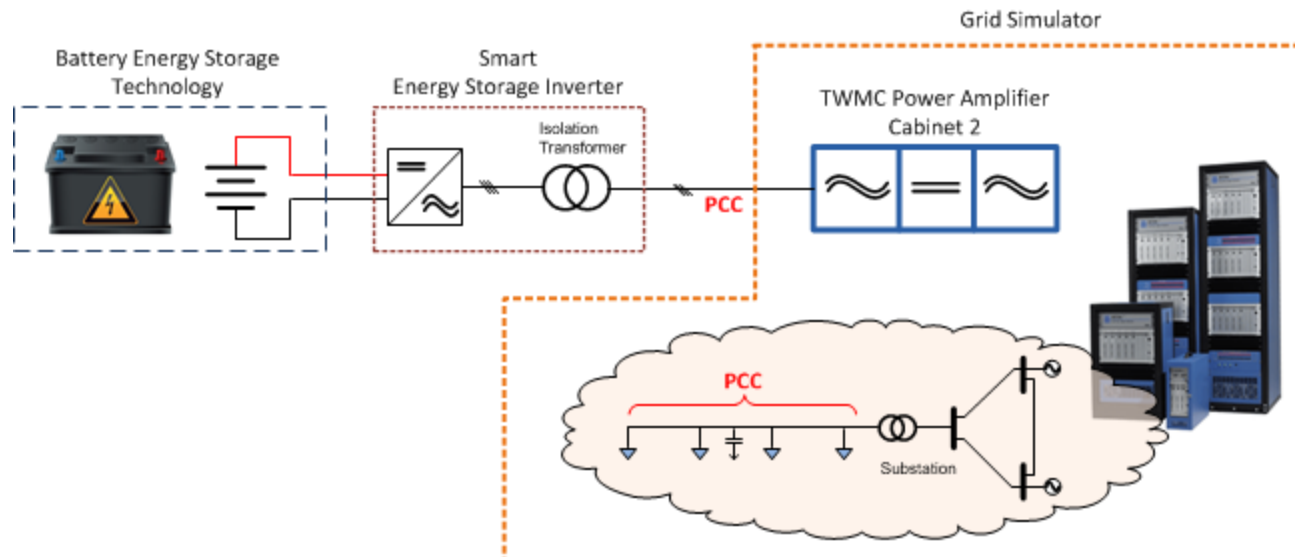 Grid Simulator
Battery Energy Storage
Technology
Smart
Energy Storage Inverter
TWMC Power Amplifier
Cabinet 2
Isolation
Transformer
PCC
PCC
Substation